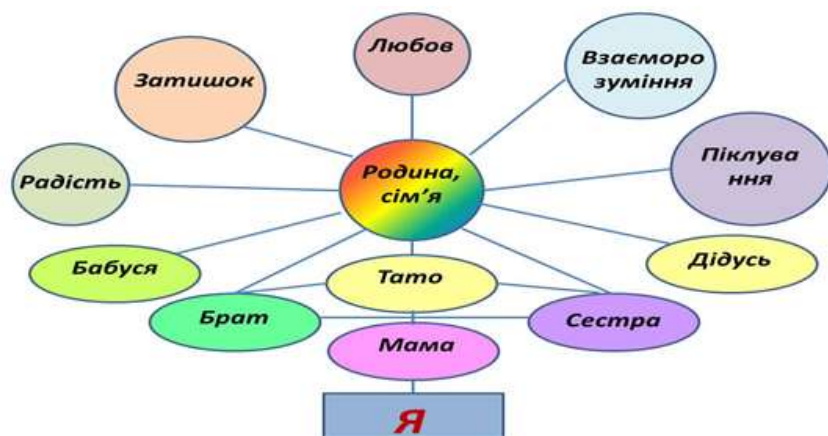 Любов
Затишок
Взаєморо
зуміння
Радість
Родина,
сім’я
Піклува
ння
Бабуся
Тато
Дідусь
Брат
Сестра
Мама
Я